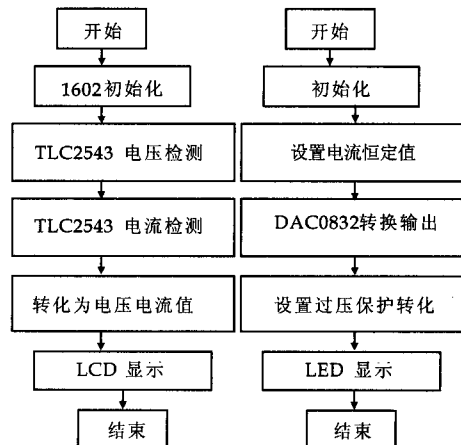 开始
1602初始化
TLC2543 电压检测
TLC2543 电流检测
转化为电压电流值
LCD 显示
结束
开始
初始化
设置电流恒定值
DAC0832转换输出
设置过压保护转化
LED 显示
结束